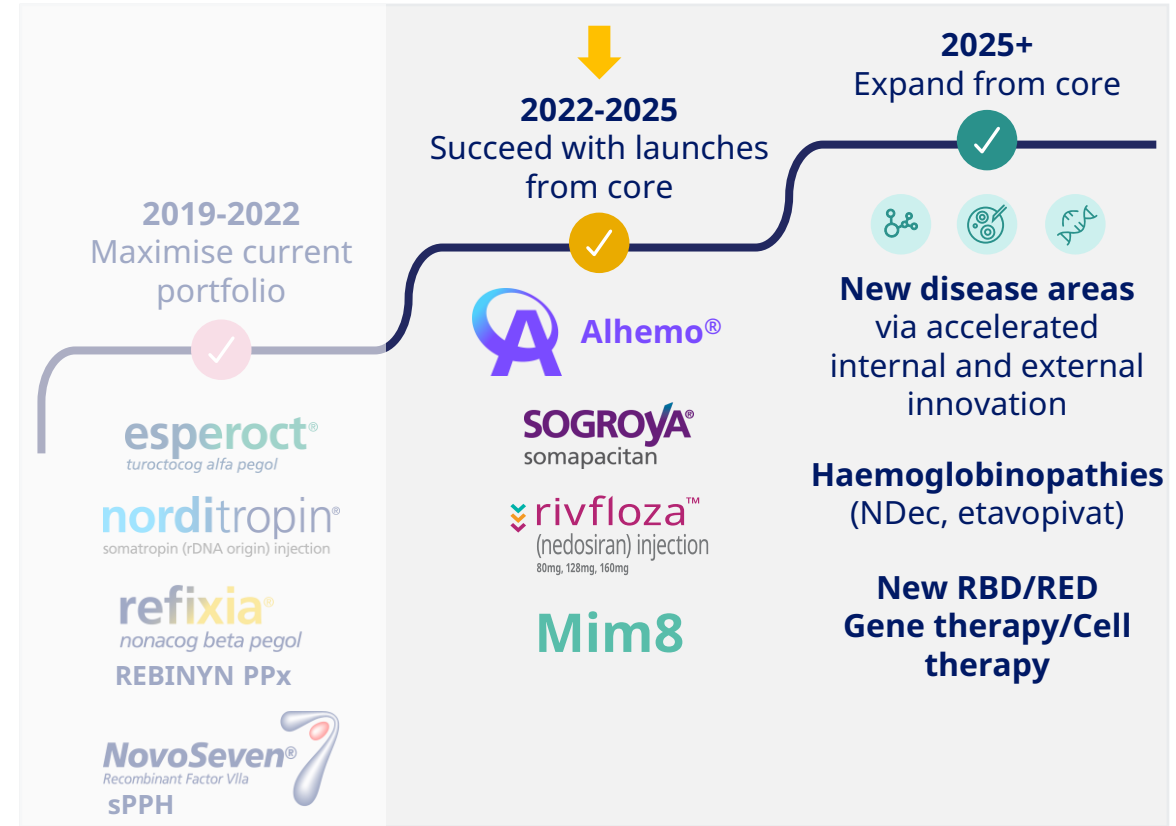 2019-2022
Maximise current
portfolio
esperoct®
turoctocog alfa pegol
norditropin®
somatropin (rDNA origin) injection
refixia®
nonacog beta pegol
REBINYN PPx
NovoSeven®
Recombinant Factor VIIa
sPPH
2022-2025
Succeed with launches
from core
Alhemo®
SOGROYA®
somapacitan
rivfloza™
(nedosiran) injection
80mg, 128mg, 160mg
Mim8
2025+
Expand from core
New disease areas
via accelerated
internal and external
innovation
Haemoglobinopathies
(NDec, etavopivat)
New RBD/RED
Gene therapy/Cell
therapy